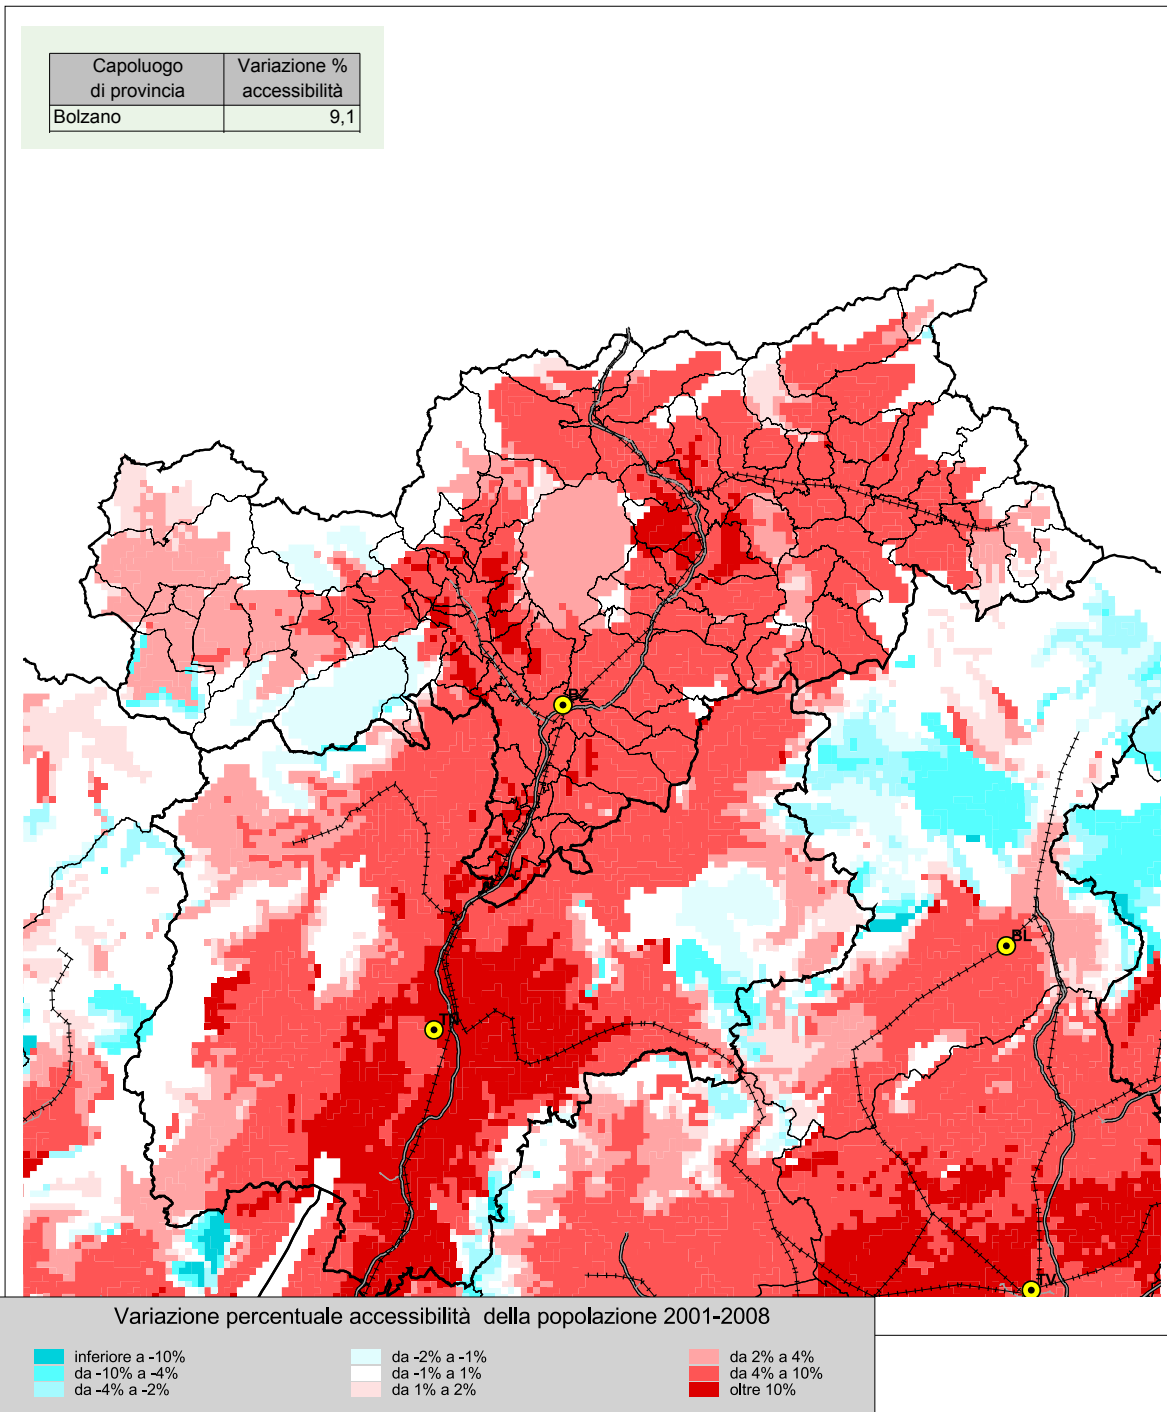 Capoluogo di provincia
Variazione % accessibilità
Bolzano 9,1
BZ
BL
TN
TV
Variazione percentuale accessibilità della popolazione 2001-2008
inferiore a -10%
da -10% a -4%
da -4% a -2%
da -2% a -1%
da -1% a 1%
da 1% a 2%
da 2% a 4%
da 4% a 10%
oltre 10%